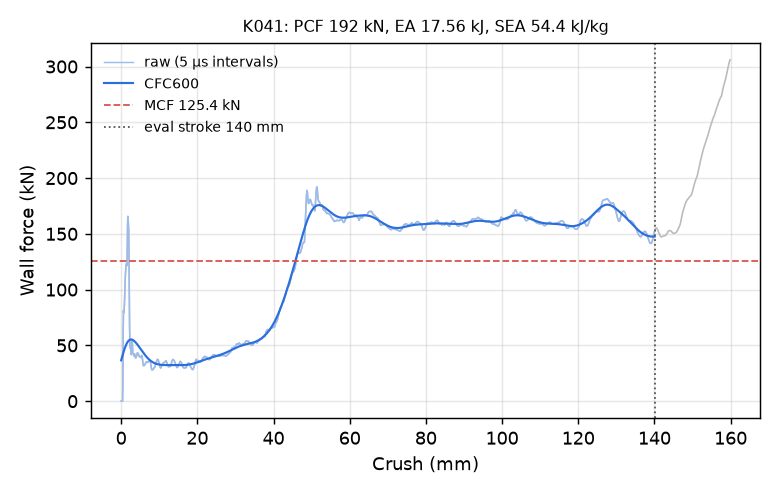 K041: PCF 192 kN, EA 17.56 kJ, SEA 54.4 kJ/kg
raw (5 µs intervals)
CFC600
MCF 125.4 kN
eval stroke 140 mm
Wall force (kN)
300
250
200
150
100
50
0
0 20 40 60 80 100 120 140 160
Crush (mm)